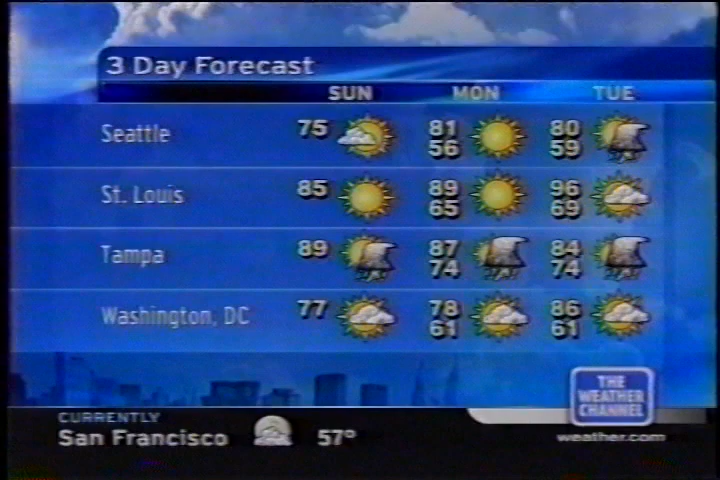 3 Day Forecast
SUN MON TUE
Seattle 75 81 56 80 59
St. Louis 85 89 65 96 69
Tampa 89 87 74 84 74
Washington, DC 77 78 61 86 61
THE
WEATHER
CHANNEL
CURRENTLY
San Francisco 57°
weather.com